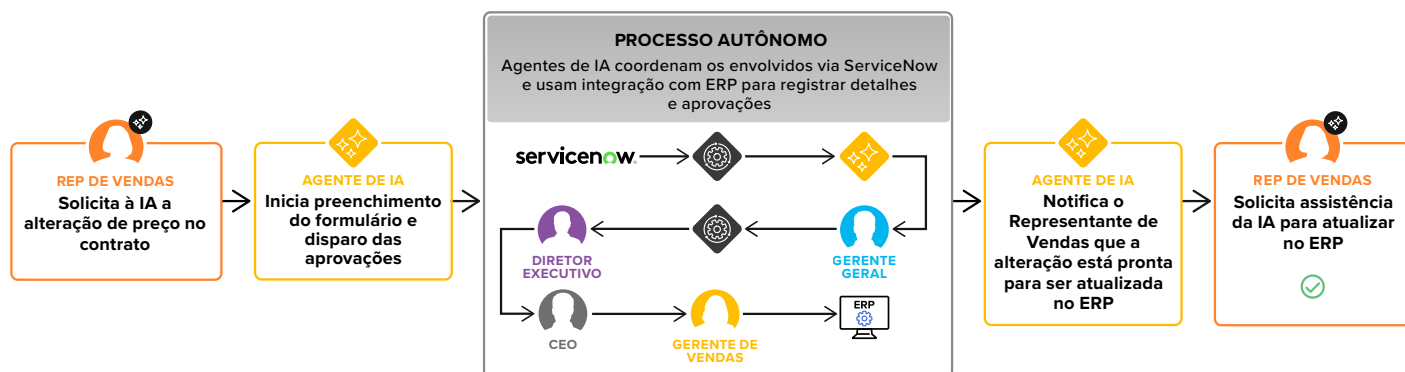 REP DE VENDAS
Solicita à IA a
alteração de preço no
contrato
AGENTE DE IA
Inicia preenchimento
do formulário e
disparo das
aprovações
PROCESSO AUTÔNOMO
Agentes de IA coordenam os envolvidos via ServiceNow
e usam integração com ERP para registrar detalhes
e aprovações
servicenow
DIRETOR
EXECUTIVO
GERENTE
GERAL
CEO
GERENTE DE
VENDAS
ERP
AGENTE DE IA
Notifica o
Representante de
Vendas que a
alteração está pronta
para ser atualizada
no ERP
REP DE VENDAS
Solicita assistência
da IA para atualizar
no ERP